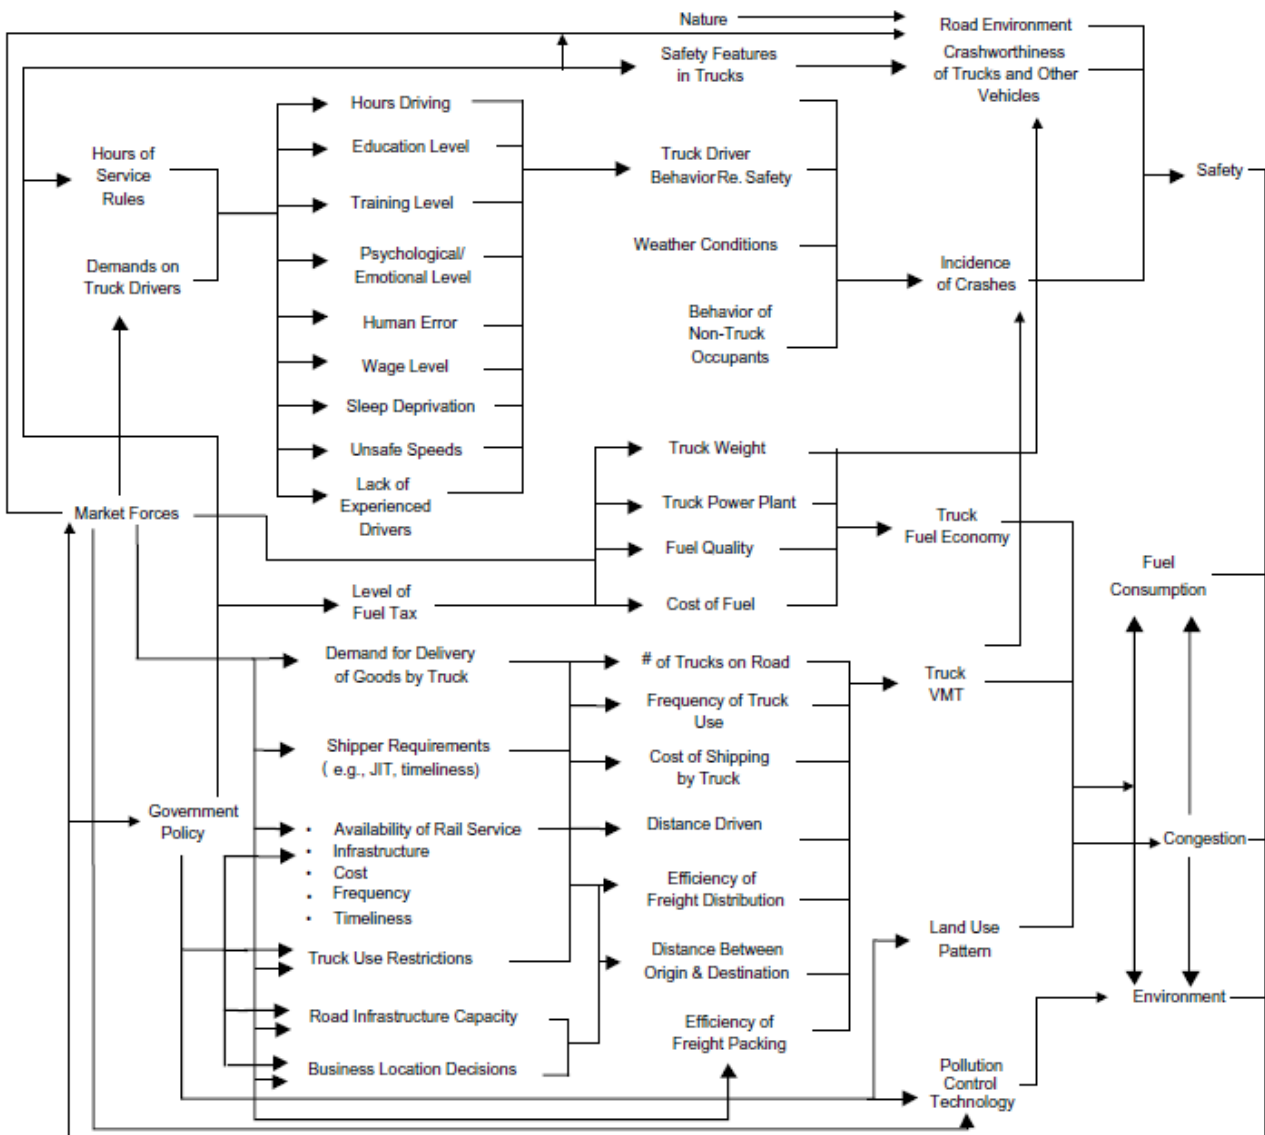 Nature
Road Environment
Safety Features
in Trucks
Crashworthiness
of Trucks and Other
Vehicles
Hours Driving
Education Level
Training Level
Psychological/
Emotional Level
Human Error
Wage Level
Sleep Deprivation
Unsafe Speeds
Lack of
Experienced
Drivers
Hours of
Service
Rules
Demands on
Truck Drivers
Truck Driver
Behavior Re. Safety
Weather Conditions
Behavior of
Non-Truck
Occupants
Incidence
of Crashes
Safety
Market Forces
Truck Weight
Truck Power Plant
Fuel Quality
Cost of Fuel
Truck
Fuel Economy
Level of
Fuel Tax
Fuel
Consumption
Demand for Delivery
of Goods by Truck
Shipper Requirements
( e.g., JIT, timeliness)
# of Trucks on Road
Frequency of Truck
Use
Cost of Shipping
by Truck
Truck
VMT
Government
Policy
• Availability of Rail Service
• Infrastructure
• Cost
• Frequency
• Timeliness
Distance Driven
Efficiency of
Freight Distribution
Congestion
Truck Use Restrictions
Distance Between
Origin & Destination
Land Use
Pattern
Road Infrastructure Capacity
Business Location Decisions
Efficiency of
Freight Packing
Environment
Pollution
Control
Technology